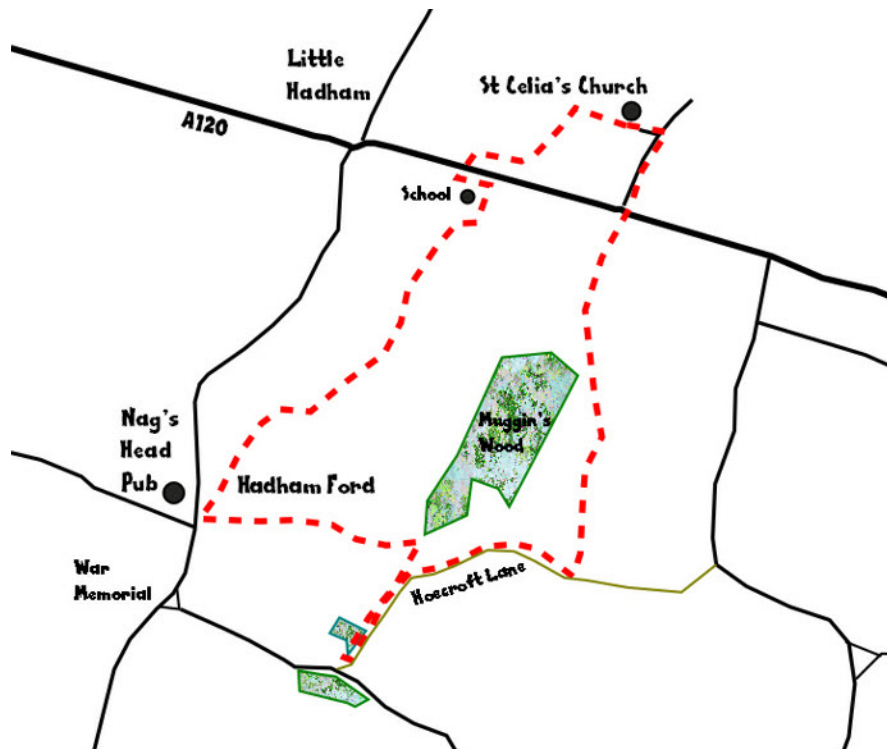 Little
Hadham
St Celia's Church
A120
School
Muggin's
Wood
Nag's
Head
Pub
Hadham Ford
War
Memorial
Hoecroft Lane